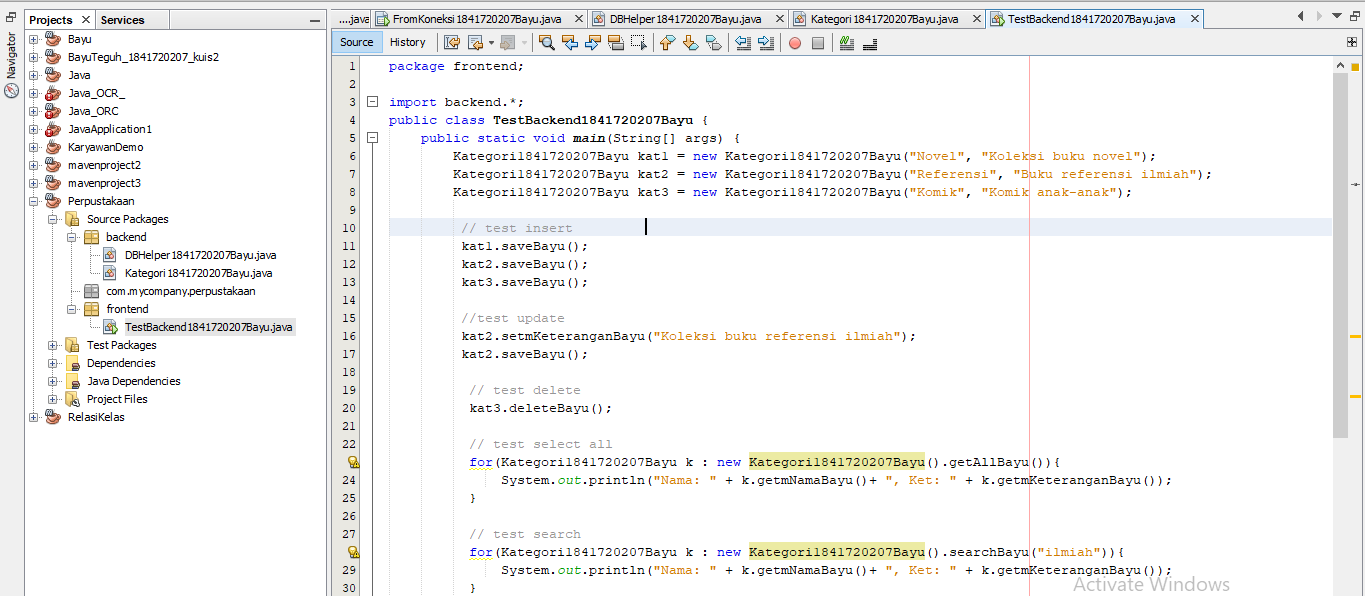 Projects
Services
....java
FromKoneksi1841720207Bayu.java
DBHelper1841720207Bayu.java
Kategori1841720207Bayu.java
TestBackend1841720207Bayu.java
Navigator
Source
History
Bayu
BayuTeguh_1841720207_kuis2
Java
Java_OCR_
Java_ORC
JavaApplication1
KaryawanDemo
mavenproject2
mavenproject3
Perpustakaan
Source Packages
backend
DBHelper1841720207Bayu.java
Kategori1841720207Bayu.java
com.mycompany.perpustakaan
frontend
TestBackend1841720207Bayu.java
Test Packages
Dependencies
Java Dependencies
Project Files
RelasiKelas
1 package frontend;
2
3 import backend.*;
4 public class TestBackend1841720207Bayu {
5 public static void main(String[] args) {
6 Kategori1841720207Bayu kat1 = new Kategori1841720207Bayu("Novel", "Koleksi buku novel");
7 Kategori1841720207Bayu kat2 = new Kategori1841720207Bayu("Referensi", "Buku referensi ilmiah");
8 Kategori1841720207Bayu kat3 = new Kategori1841720207Bayu("Komik", "Komik anak-anak");
9
10 // test insert
11 kat1.saveBayu();
12 kat2.saveBayu();
13 kat3.saveBayu();
14
15 //test update
16 kat2.setmKeteranganBayu("Koleksi buku referensi ilmiah");
17 kat2.saveBayu();
18
19 // test delete
20 kat3.deleteBayu();
21
22 // test select all
for(Kategori1841720207Bayu k : new Kategori1841720207Bayu().getAllBayu()){
24 System.out.println("Nama: " + k.getmNamaBayu()+ ", Ket: " + k.getmKeteranganBayu());
25 }
26
27 // test search
for(Kategori1841720207Bayu k : new Kategori1841720207Bayu().searchBayu("ilmiah")){
29 System.out.println("Nama: " + k.getmNamaBayu()+ ", Ket: " + k.getmKeteranganBayu());
30 }
Activate Windows